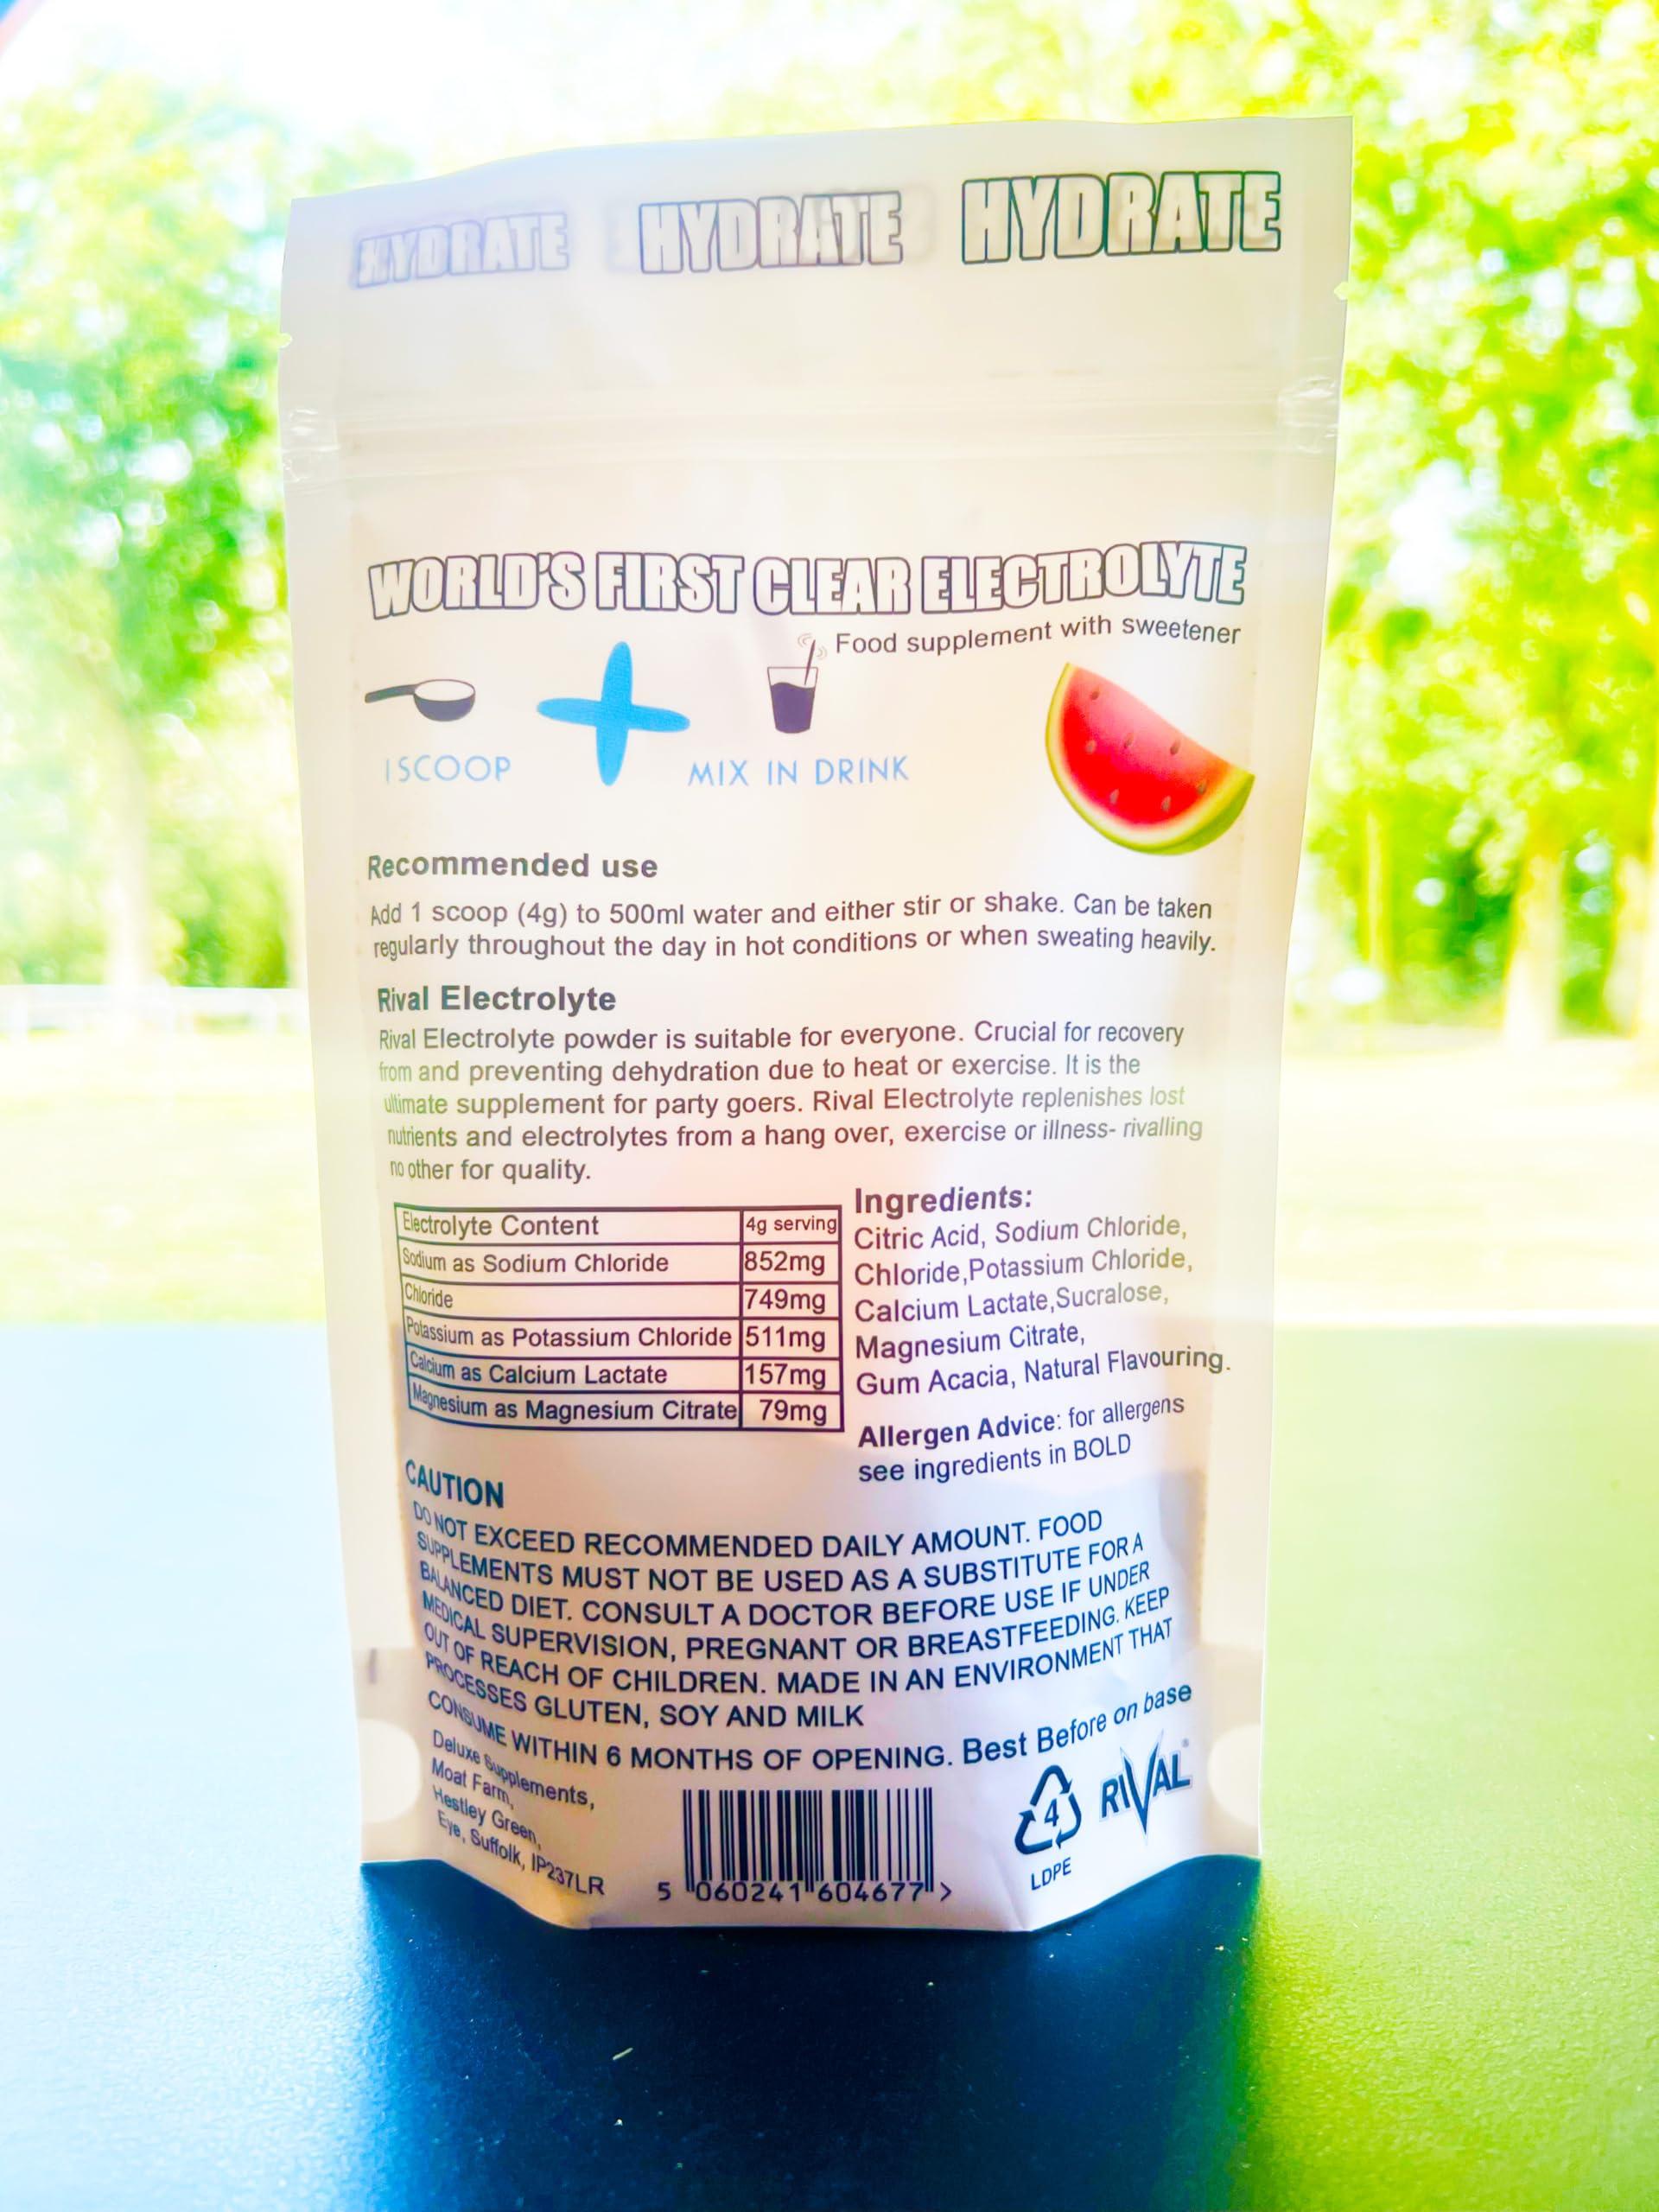 HYDRATE HYDRATE HYDRATE
WORLD'S FIRST CLEAR ELECTROLYTE
Food supplement with sweetener
1 SCOOP
MIX IN DRINK
Recommended use
Add 1 scoop (4g) to 500ml water and either stir or shake. Can be taken
regularly throughout the day in hot conditions or when sweating heavily.
Rival Electrolyte
Rival Electrolyte powder is suitable for everyone. Crucial for recovery
from and preventing dehydration due to heat or exercise. It is the
ultimate supplement for party goers. Rival Electrolyte replenishes lost
nutrients and electrolytes from a hang over, exercise or illness- rivalling
no other for quality.
Electrolyte Content 4g serving
Sodium as Sodium Chloride 852mg
Chloride 749mg
Potassium as Potassium Chloride 511mg
Calcium as Calcium Lactate 157mg
Magnesium as Magnesium Citrate 79mg
Ingredients:
Citric Acid, Sodium Chloride,
Chloride,Potassium Chloride,
Calcium Lactate,Sucralose,
Magnesium Citrate,
Gum Acacia, Natural Flavouring.
Allergen Advice: for allergens
see ingredients in BOLD
CAUTION
DO NOT EXCEED RECOMMENDED DAILY AMOUNT. FOOD
SUPPLEMENTS MUST NOT BE USED AS A SUBSTITUTE FOR A
BALANCED DIET. CONSULT A DOCTOR BEFORE USE IF UNDER
MEDICAL SUPERVISION, PREGNANT OR BREASTFEEDING. KEEP
OUT OF REACH OF CHILDREN. MADE IN AN ENVIRONMENT THAT
PROCESSES GLUTEN, SOY AND MILK
CONSUME WITHIN 6 MONTHS OF OPENING. Best Before on base
Deluxe Supplements,
Moat Farm,
Hestley Green,
Eye, Suffolk, IP237LR
5 060241 604677 >
4
LDPE
RIVAL